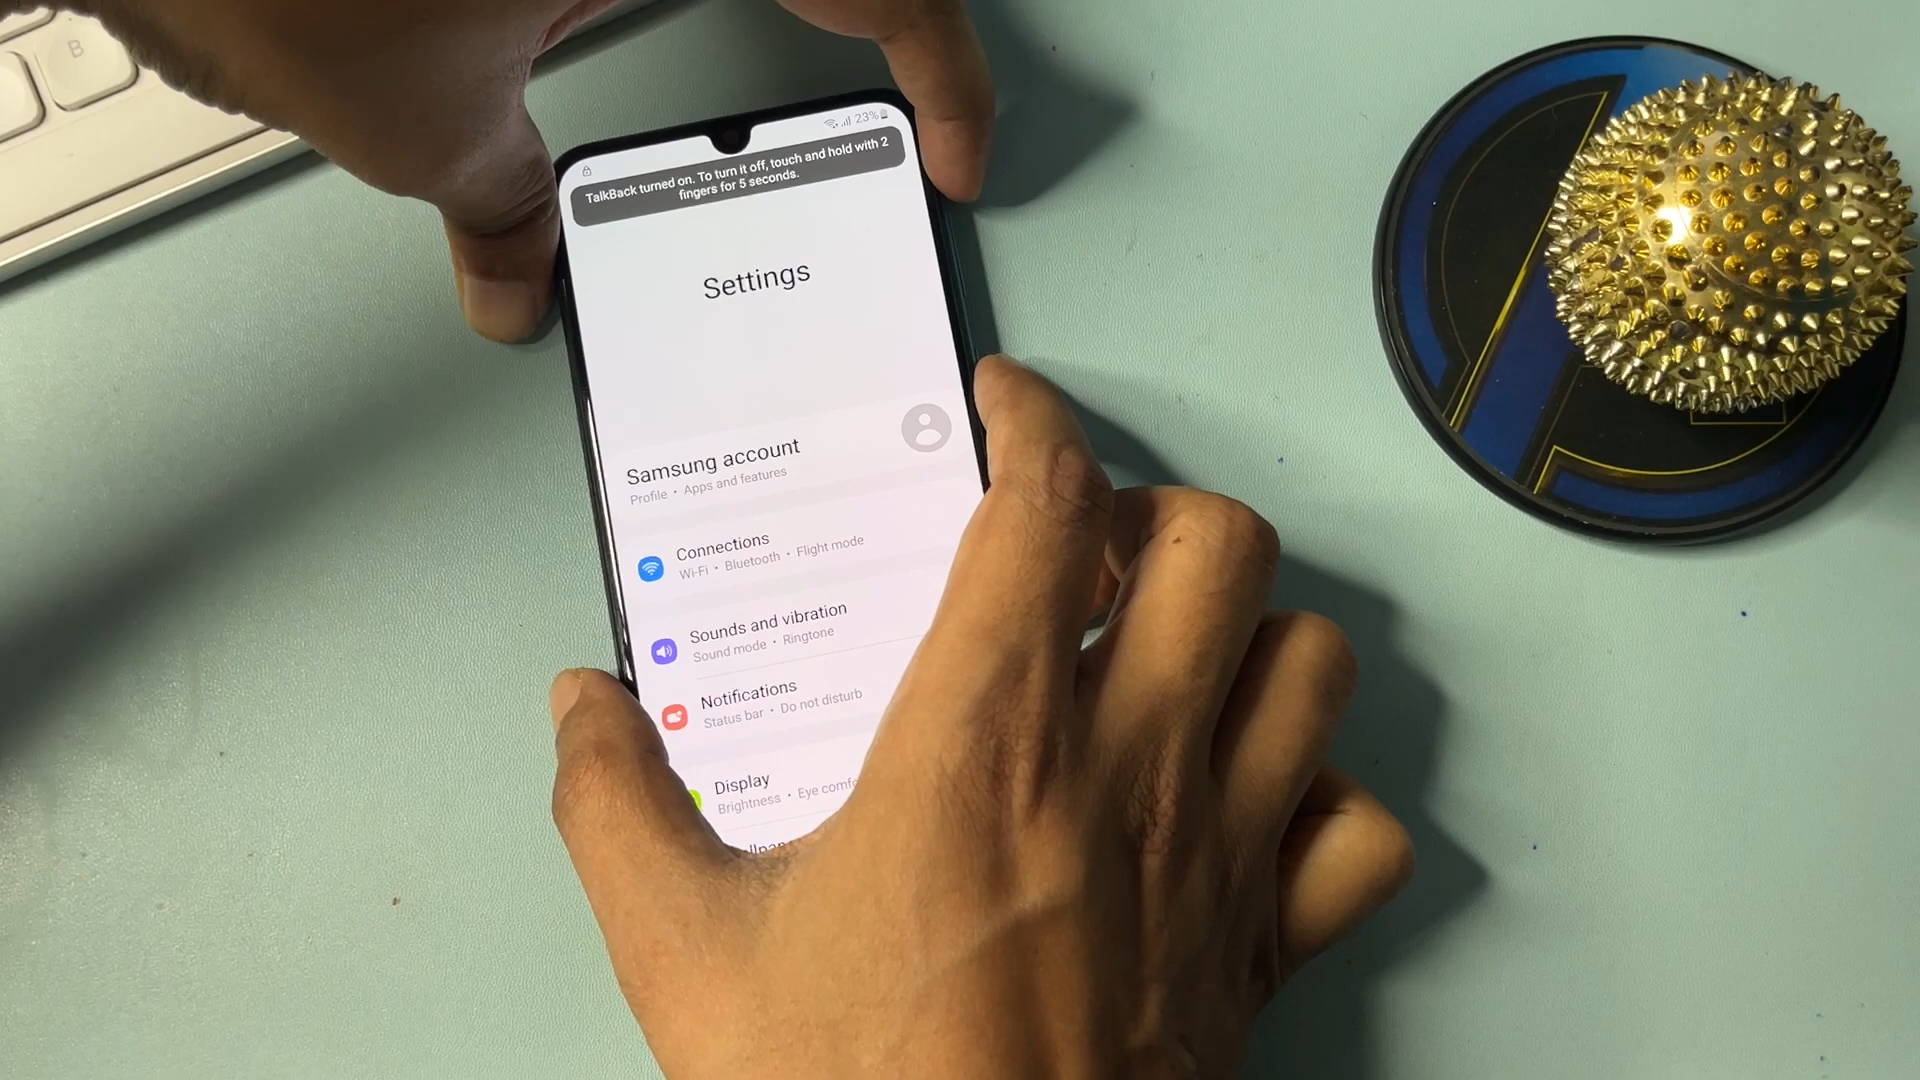 B
23%
TalkBack turned on. To turn it off, touch and hold with 2
fingers for 5 seconds.
Settings
Samsung account
Profile • Apps and features
Connections
Wi-Fi • Bluetooth • Flight mode
Sounds and vibration
Sound mode • Ringtone
Notifications
Status bar • Do not disturb
Display
Brightness • Eye comfo